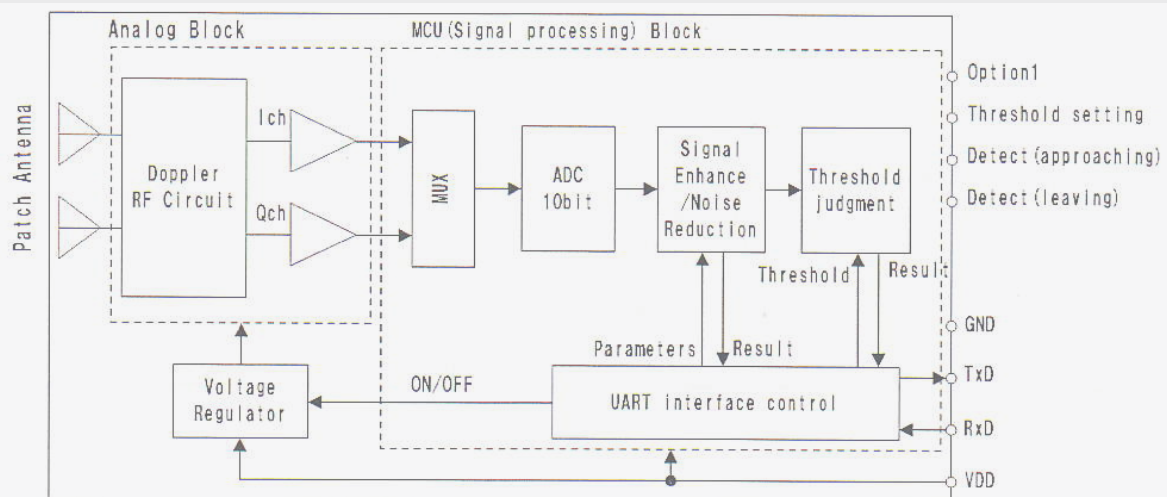 Analog Block
MCU(Signal processing) Block
Patch Antenna
Doppler
RF Circuit
Ich
Qch
MUX
ADC
10bit
Signal
Enhance
/Noise
Reduction
Threshold
judgment
Option1
Threshold setting
Detect(approaching)
Detect(leaving)
Threshold
Result
Parameters
Result
GND
TxD
RxD
VDD
Voltage
Regulator
ON/OFF
UART interface control